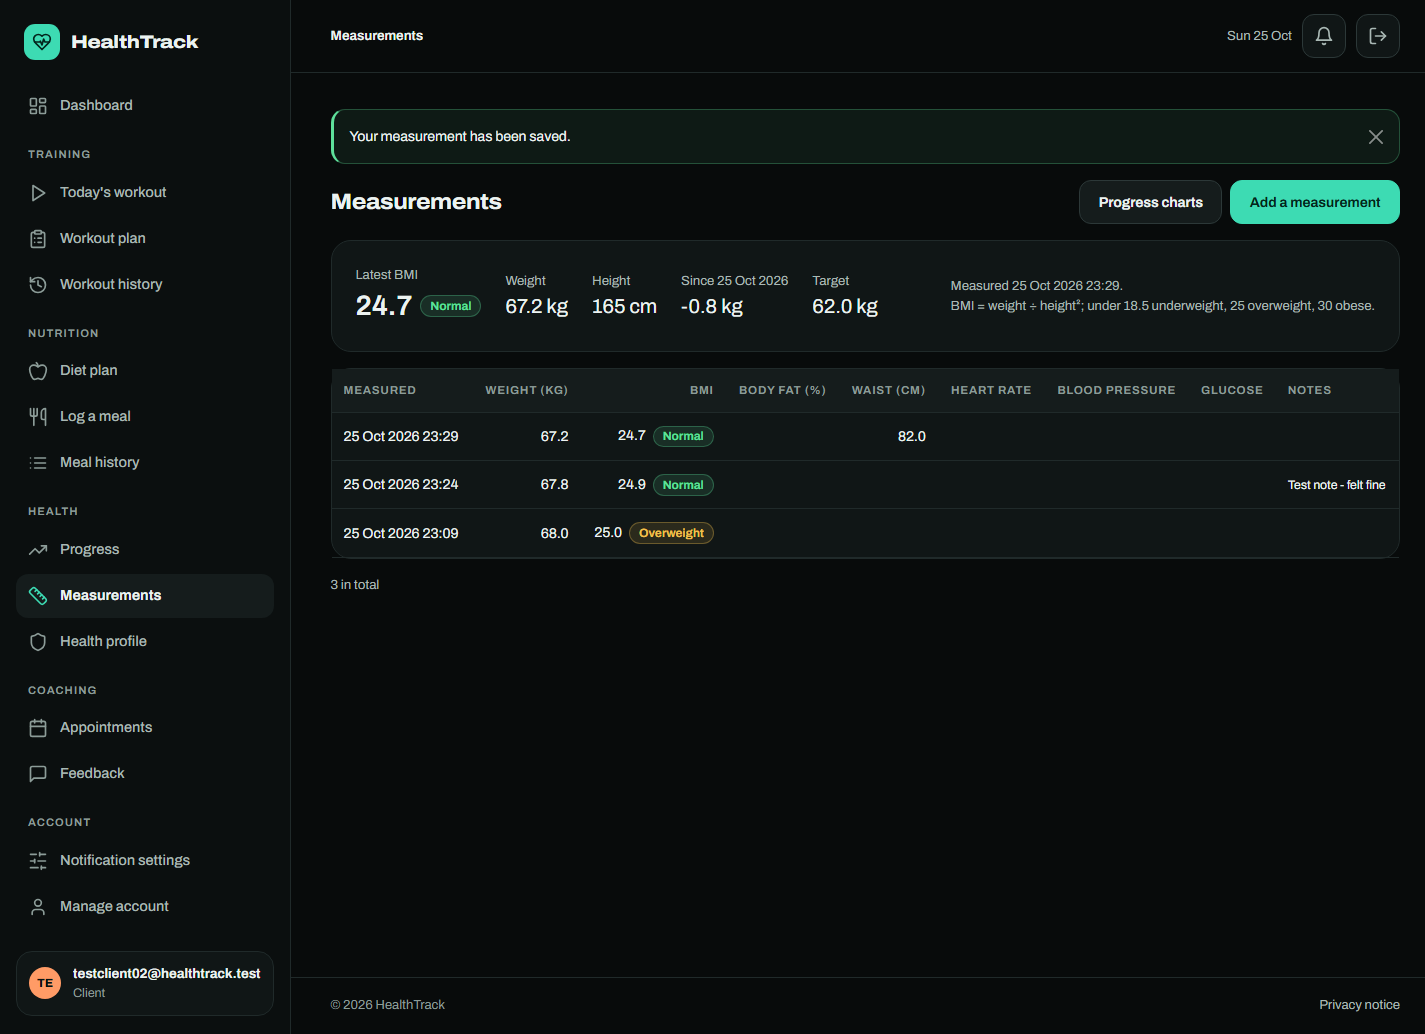 HealthTrack
Dashboard
TRAINING
Today's workout
Workout plan
Workout history
NUTRITION
Diet plan
Log a meal
Meal history
HEALTH
Progress
Measurements
Health profile
COACHING
Appointments
Feedback
ACCOUNT
Notification settings
Manage account
TE
testclient02@healthtrack.test
Client
Measurements
Sun 25 Oct
Your measurement has been saved.
Measurements
Progress charts
Add a measurement
Latest BMI
24.7 Normal
Weight
67.2 kg
Height
165 cm
Since 25 Oct 2026
-0.8 kg
Target
62.0 kg
Measured 25 Oct 2026 23:29.
BMI = weight ÷ height²; under 18.5 underweight, 25 overweight, 30 obese.
MEASURED WEIGHT (KG) BMI BODY FAT (%) WAIST (CM) HEART RATE BLOOD PRESSURE GLUCOSE NOTES
25 Oct 2026 23:29 67.2 24.7 Normal 82.0
25 Oct 2026 23:24 67.8 24.9 Normal Test note - felt fine
25 Oct 2026 23:09 68.0 25.0 Overweight
3 in total
© 2026 HealthTrack
Privacy notice